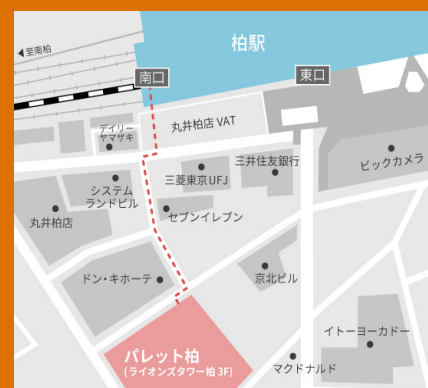 柏駅
◀至南柏
南口
東口
丸井柏店 VAT
デイリー
ヤマザキ
三井住友銀行
ビックカメラ
三菱東京UFJ
システム
ランドビル
丸井柏店
セブンイレブン
ドン・キホーテ
京北ビル
イトーヨーカドー
パレット柏
(ライオンズタワー柏 3F)
マクドナルド